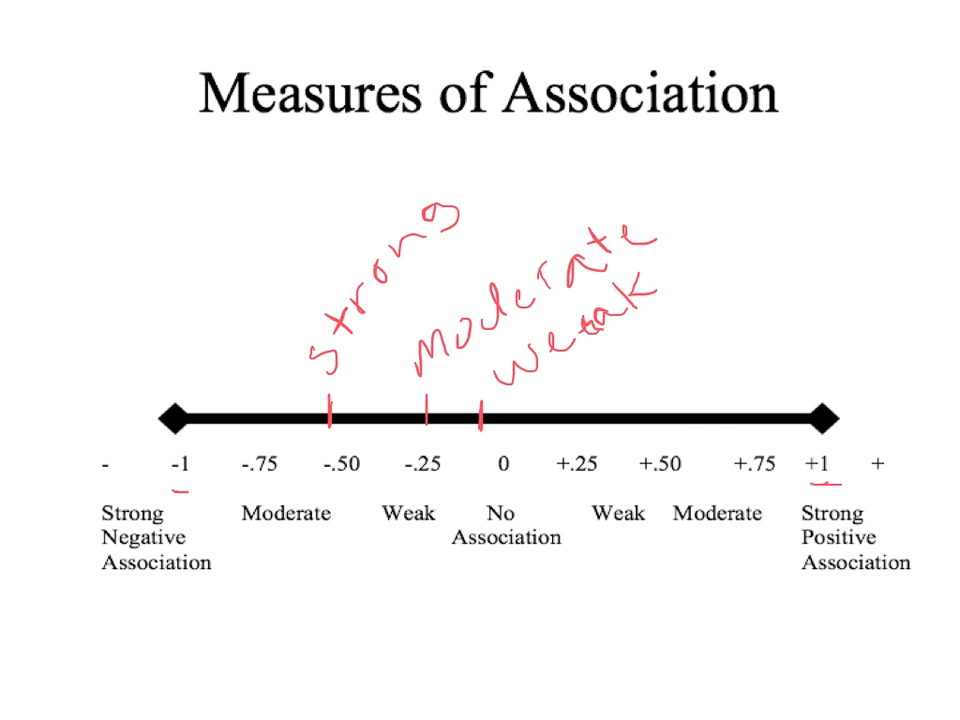 Measures of Association
strong
Moderate
weak
- -1 -.75 -.50 -.25 0 +.25 +.50 +.75 +1 +
Strong Moderate Weak No Weak Moderate Strong
Negative Association Positive
Association Association